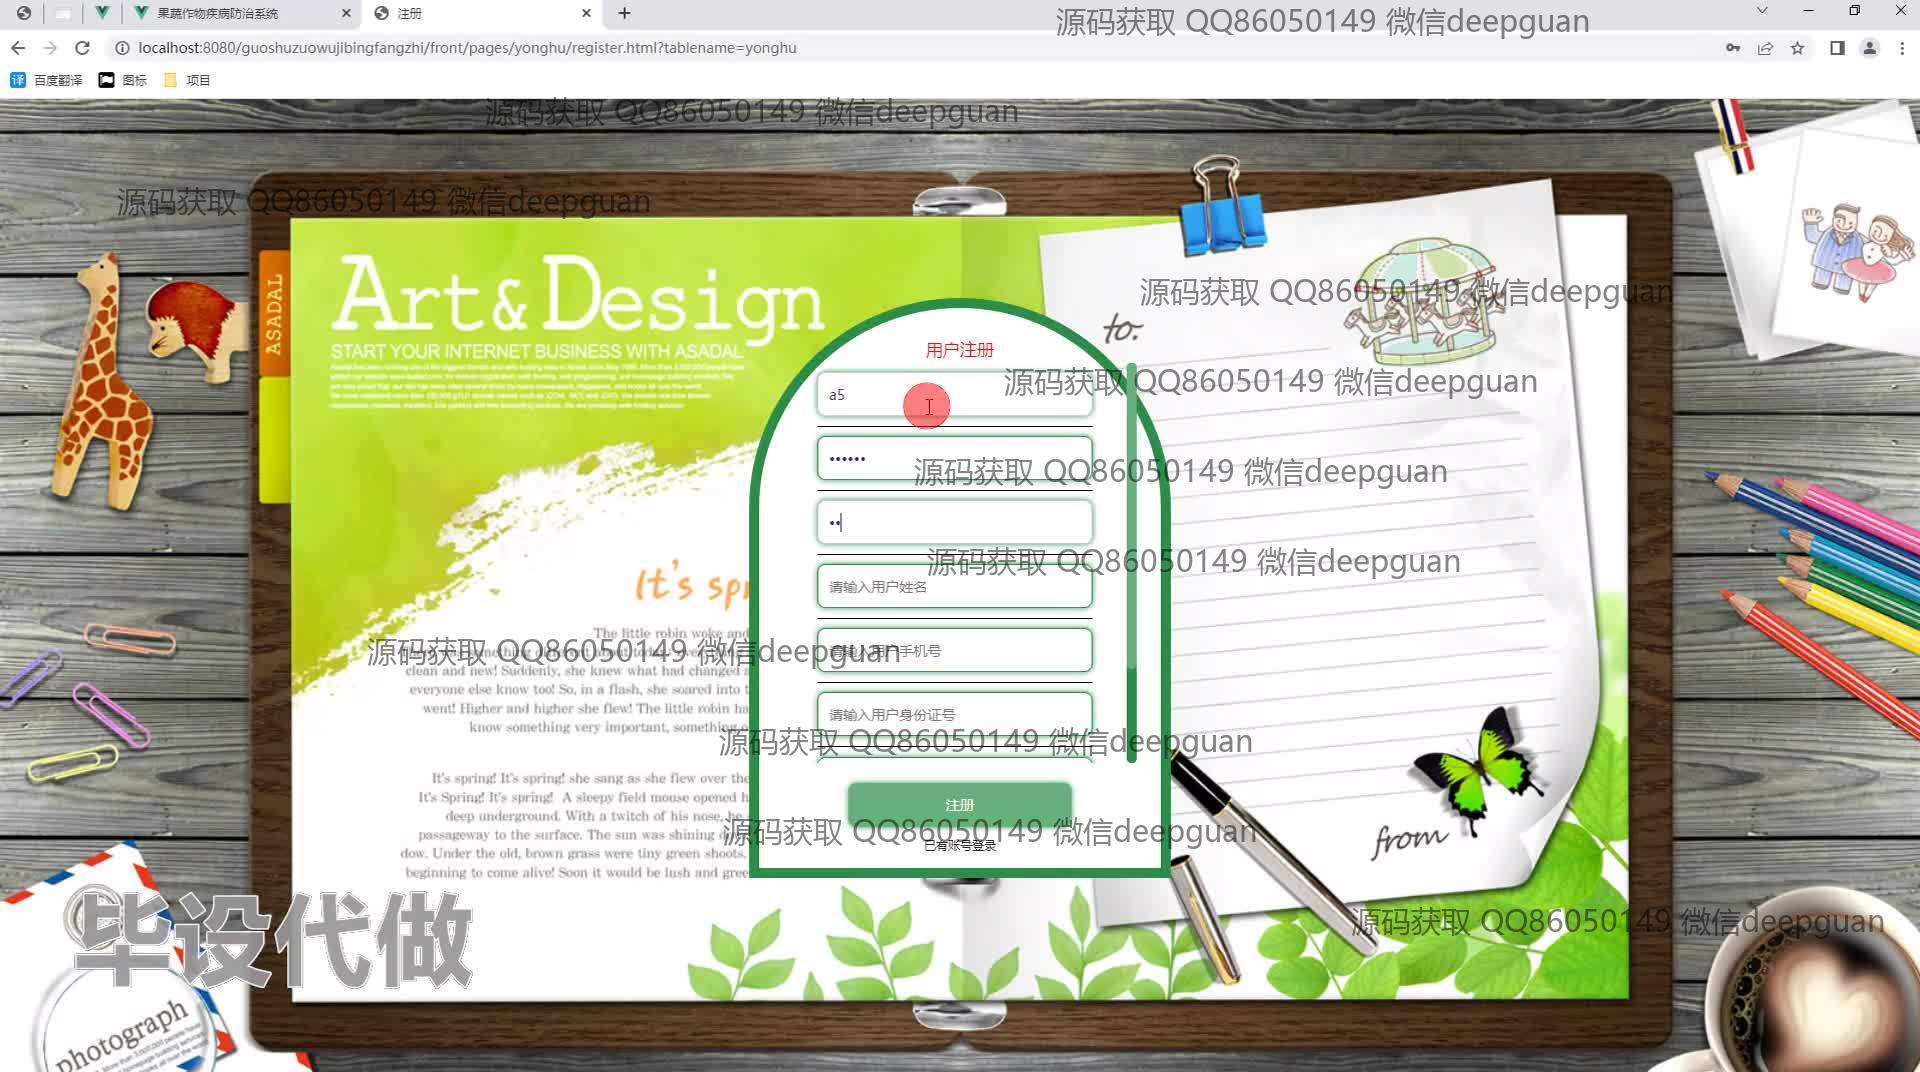 果蔬作物疾病防治系统
注册
localhost:8080/guoshuzuowujibingfangzhi/front/pages/yonghu/register.html?tablename=yonghu
译 百度翻译
图标
项目
源码获取 QQ86050149 微信deepguan
源码获取 QQ86050149 微信deepguan
源码获取 QQ86050149 微信deepguan
源码获取 QQ86050149 微信deepguan
源码获取 QQ86050149 微信deepguan
源码获取 QQ86050149 微信deepguan
源码获取 QQ86050149 微信deepguan
源码获取 QQ86050149 微信deepguan
源码获取 QQ86050149 微信deepguan
源码获取 QQ86050149 微信deepguan
源码获取 QQ86050149 微信deepguan
ASADAL
Art&Design
START YOUR INTERNET BUSINESS WITH ASADAL
to:
用户注册
a5
••••••
••
请输入用户姓名
请输入用户手机号
请输入用户身份证号
注册
已有账号登录
It's spr
The little robin woke and
something different about today
clean and new! Suddenly, she knew what had changed a
everyone else know too! So, in a flash, she soared into t
went! Higher and higher she flew! The little robin ha
know something very important, something o
It's spring! It's spring! she sang as she flew over the
It's Spring! It's spring! A sleepy field mouse opened h
deep underground. With a twitch of his nose, he
passageway to the surface. The sun was shining d
dow. Under the old, brown grass were tiny green shoots,
beginning to come alive! Soon it would be lush and gree
from
毕设代做
photograph